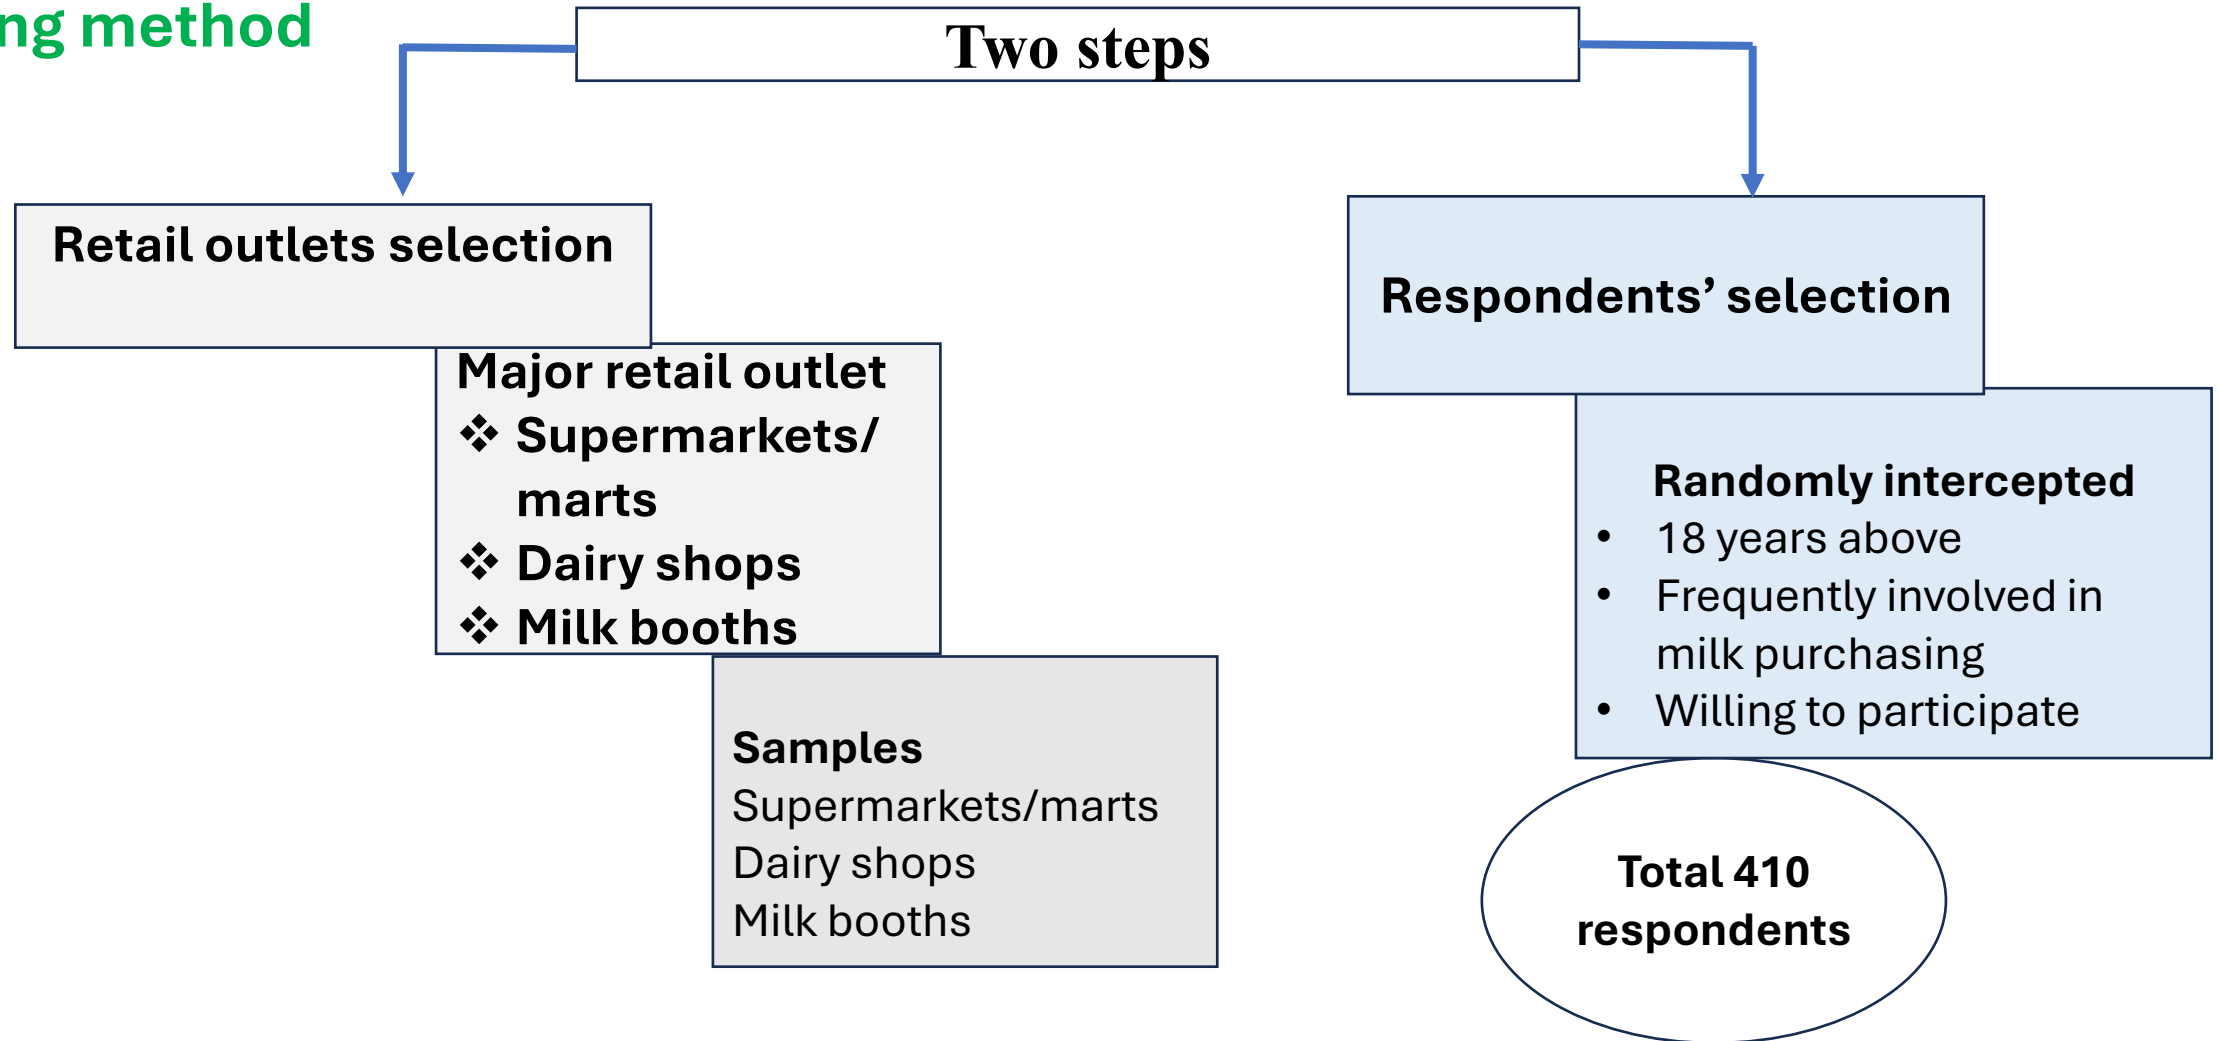 ng method
Two steps
Retail outlets selection
Major retail outlet
❖ Supermarkets/
marts
❖ Dairy shops
❖ Milk booths
Samples
Supermarkets/marts
Dairy shops
Milk booths
Respondents’ selection
Randomly intercepted
• 18 years above
• Frequently involved in
milk purchasing
• Willing to participate
Total 410
respondents